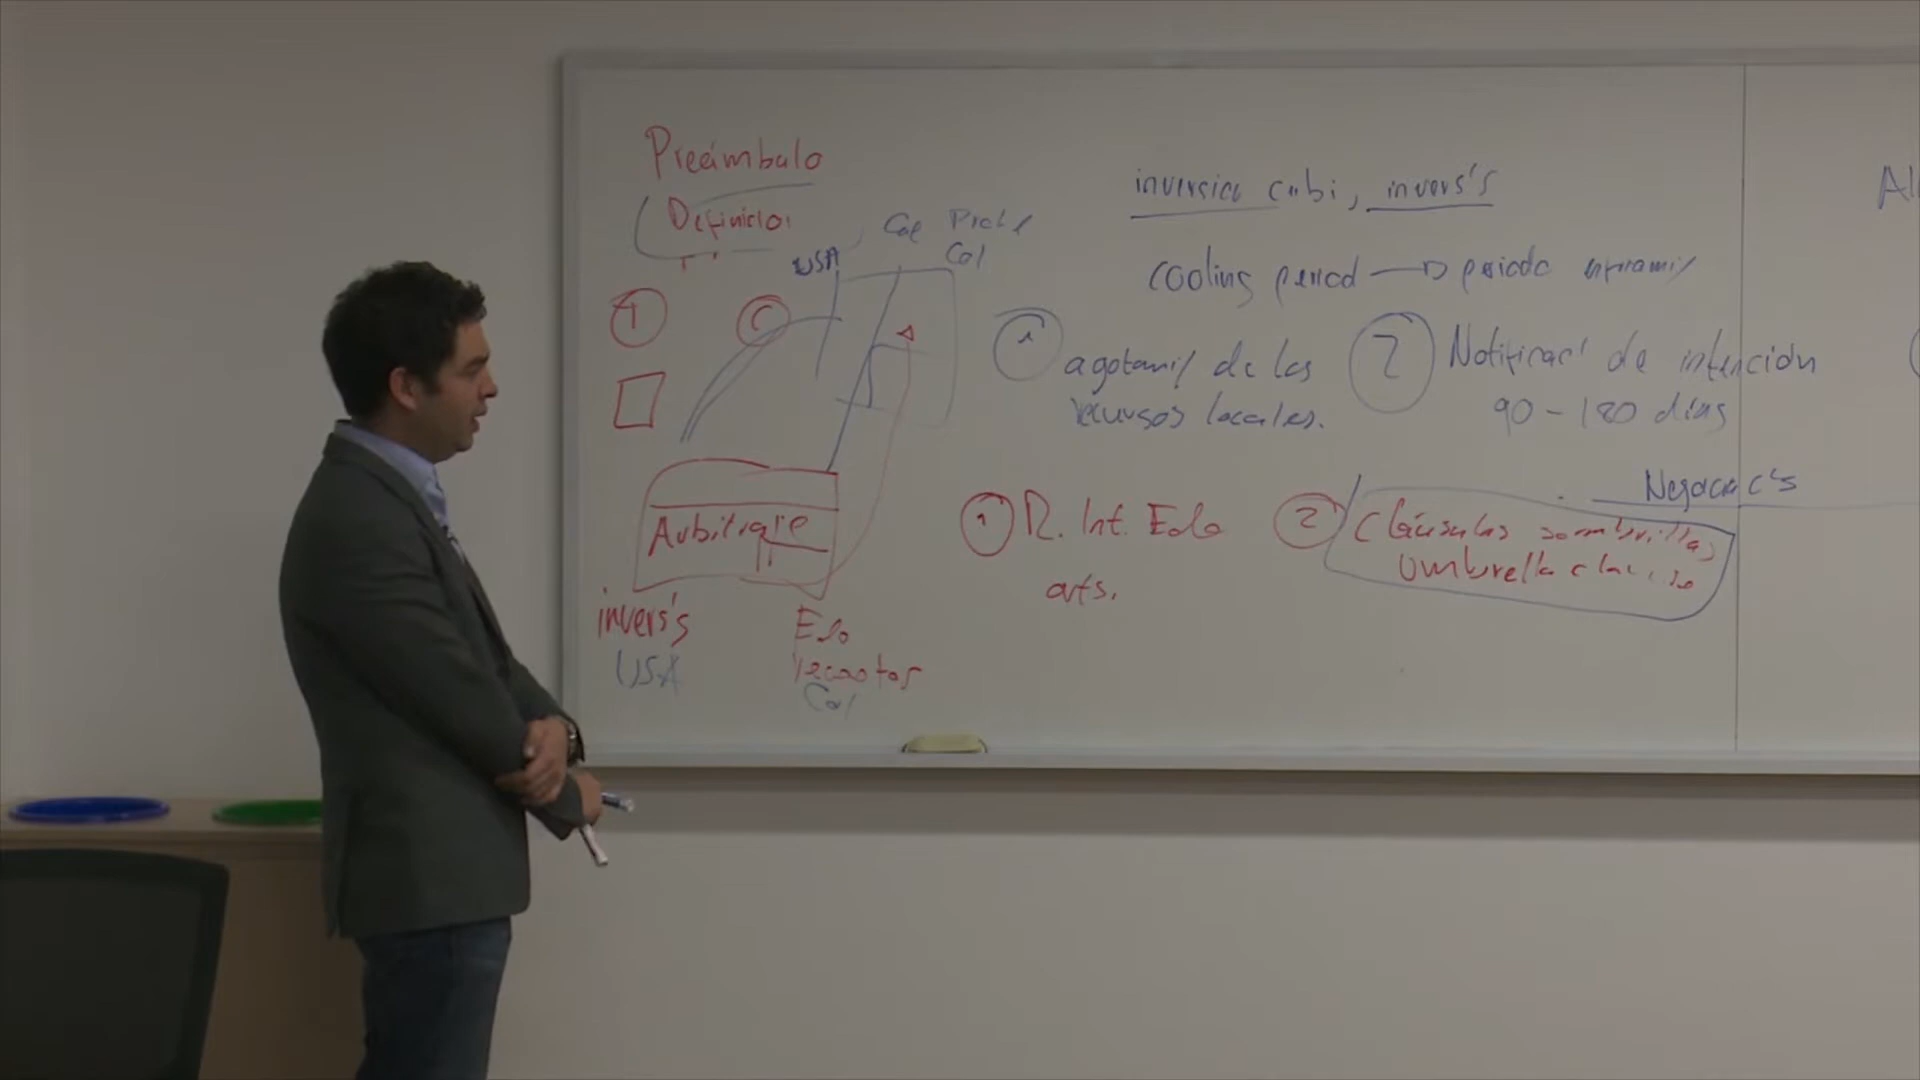 Preámbulo
Definicio
USA
Col
T
C
inversion cubi, invers's
cooling period → periodo
1
agotami/ de los
recursos locales.
2
Notificac' de intención
90-180 días
Negociac's
Arbitraje
1 R. Int. Edo
arts.
2 Cláusulas sombrillas
Umbrella clause
invers's
USA
Edo
receptor
Col
Al